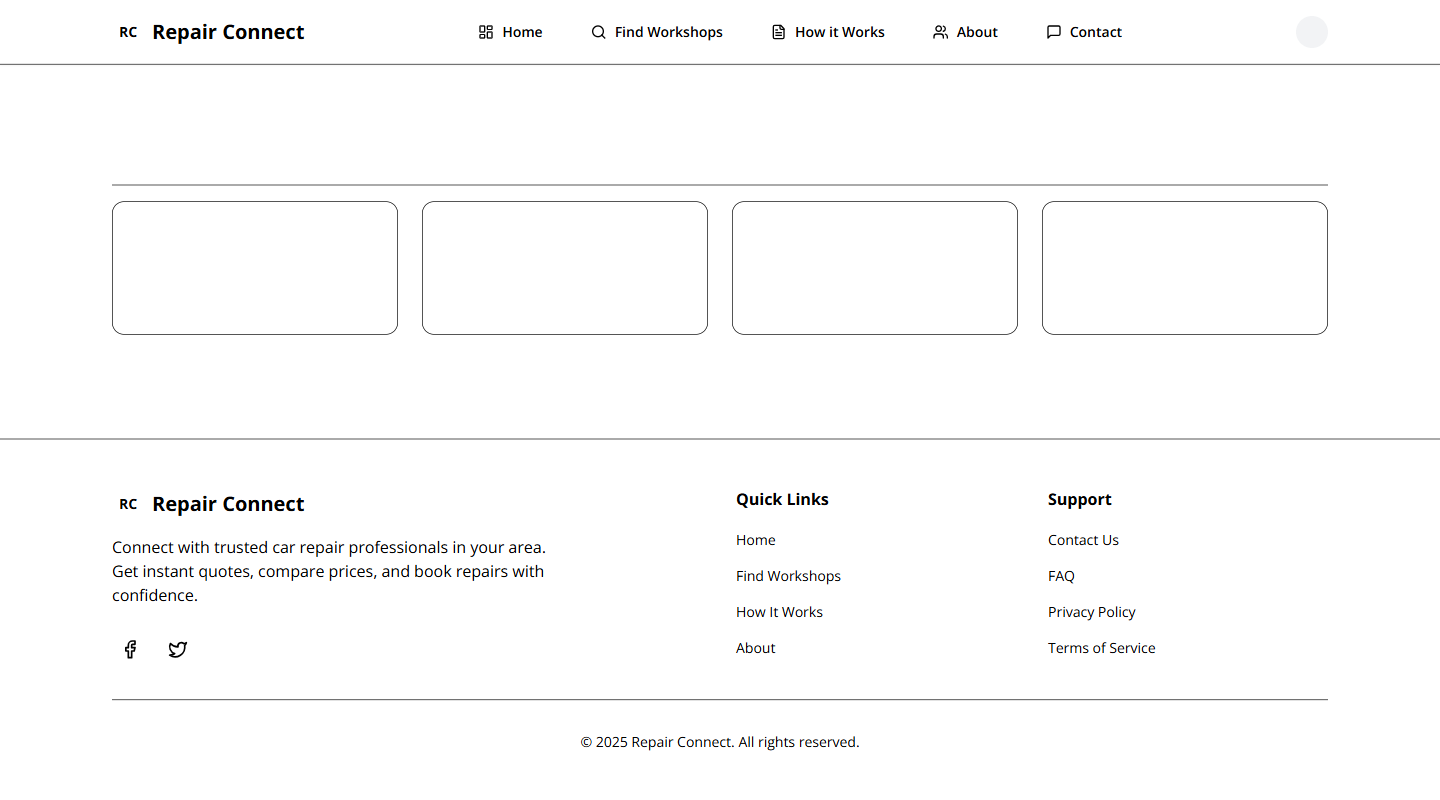 RC Repair Connect
Home
Find Workshops
How it Works
About
Contact
RC Repair Connect
Connect with trusted car repair professionals in your area.
Get instant quotes, compare prices, and book repairs with
confidence.
Quick Links
Home
Find Workshops
How It Works
About
Support
Contact Us
FAQ
Privacy Policy
Terms of Service
© 2025 Repair Connect. All rights reserved.